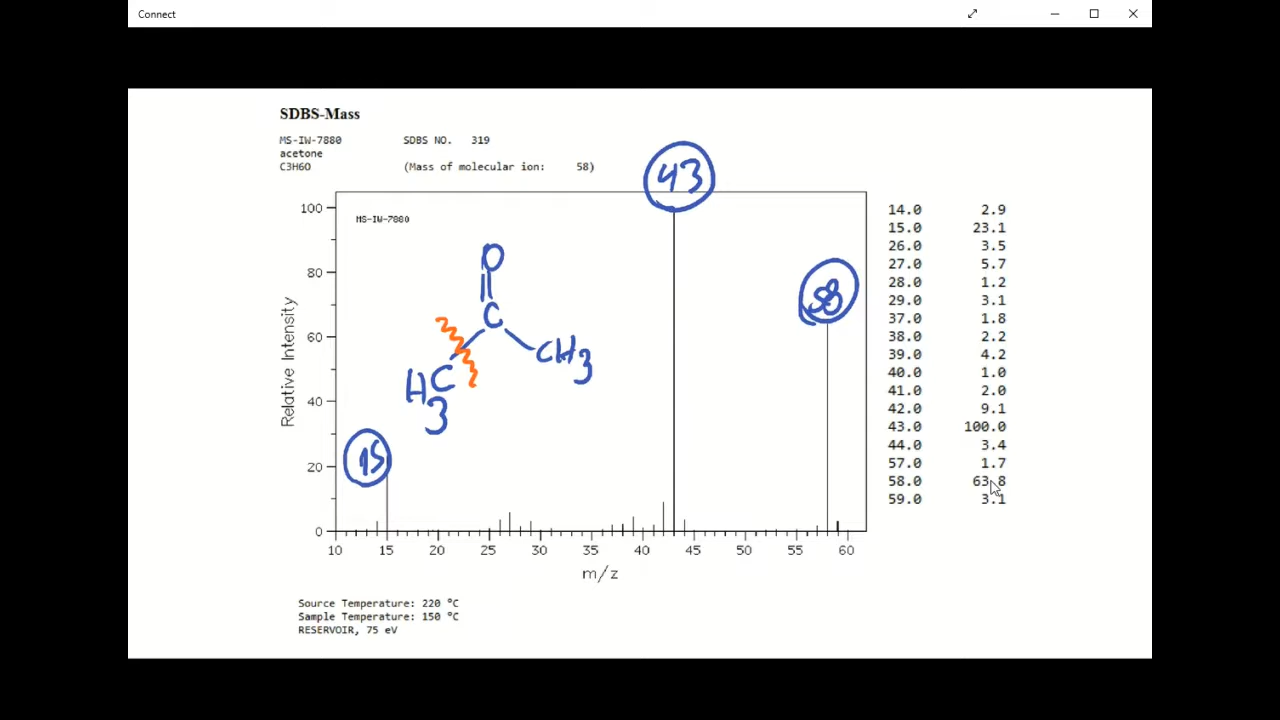 Connect
SDBS-Mass
MS-IW-7880 SDBS NO. 319
acetone
C3H6O (Mass of molecular ion: 58)
43
MS-IW-7880
100
80
60
40
20
0
Relative Intensity
O
C
H3C
CH3
58
15
10 15 20 25 30 35 40 45 50 55 60
m/z
14.0 2.9
15.0 23.1
26.0 3.5
27.0 5.7
28.0 1.2
29.0 3.1
37.0 1.8
38.0 2.2
39.0 4.2
40.0 1.0
41.0 2.0
42.0 9.1
43.0 100.0
44.0 3.4
57.0 1.7
58.0 63.8
59.0 3.1
Source Temperature: 220 °C
Sample Temperature: 150 °C
RESERVOIR, 75 eV